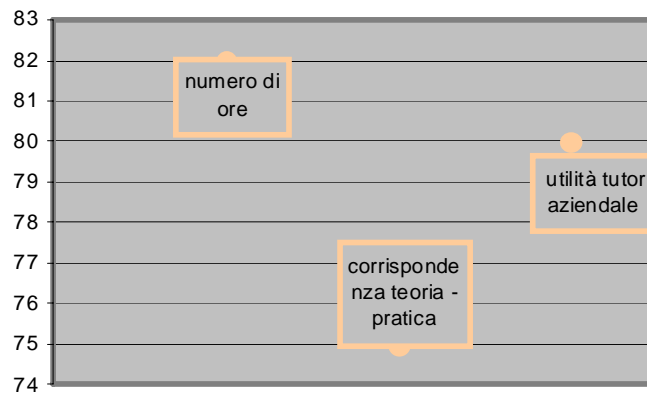 83
82
81
80
79
78
77
76
75
74
numero di
ore
utilità tutor
aziendale
corrisponde
nza teoria -
pratica